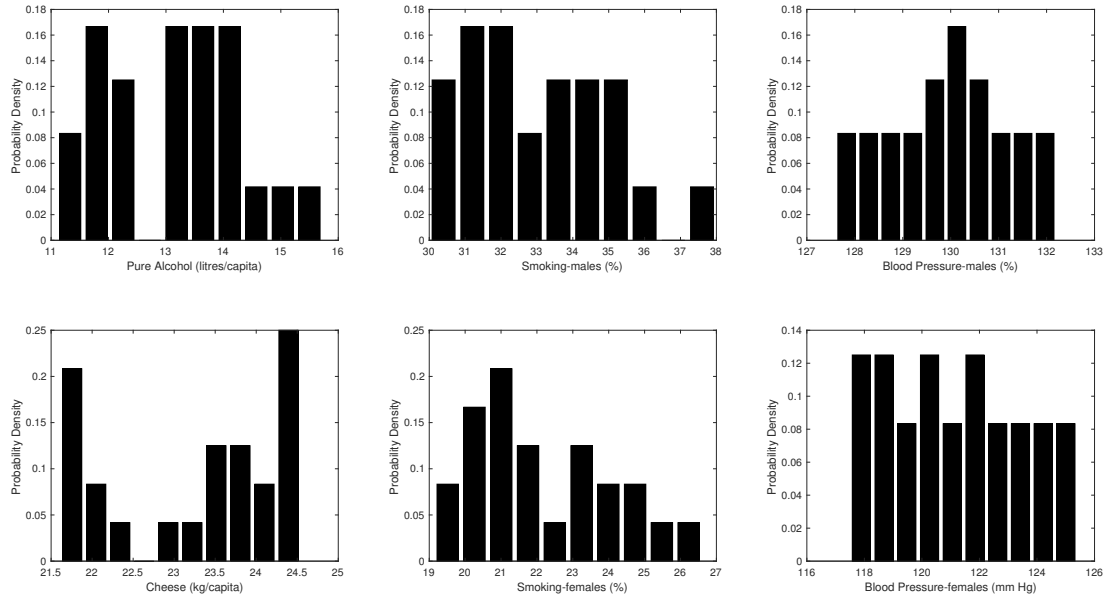 0.18
0.16
0.14
0.12
0.1
0.08
0.06
0.04
0.02
0
Probability Density
11 12 13 14 15 16
Pure Alcohol (litres/capita)
0.18
0.16
0.14
0.12
0.1
0.08
0.06
0.04
0.02
0
Probability Density
30 31 32 33 34 35 36 37 38
Smoking-males (%)
0.18
0.16
0.14
0.12
0.1
0.08
0.06
0.04
0.02
0
Probability Density
127 128 129 130 131 132 133
Blood Pressure-males (%)
0.25
0.2
0.15
0.1
0.05
0
Probability Density
21.5 22 22.5 23 23.5 24 24.5 25
Cheese (kg/capita)
0.25
0.2
0.15
0.1
0.05
0
Probability Density
19 20 21 22 23 24 25 26 27
Smoking-females (%)
0.14
0.12
0.1
0.08
0.06
0.04
0.02
0
Probability Density
116 118 120 122 124 126
Blood Pressure-females (mm Hg)